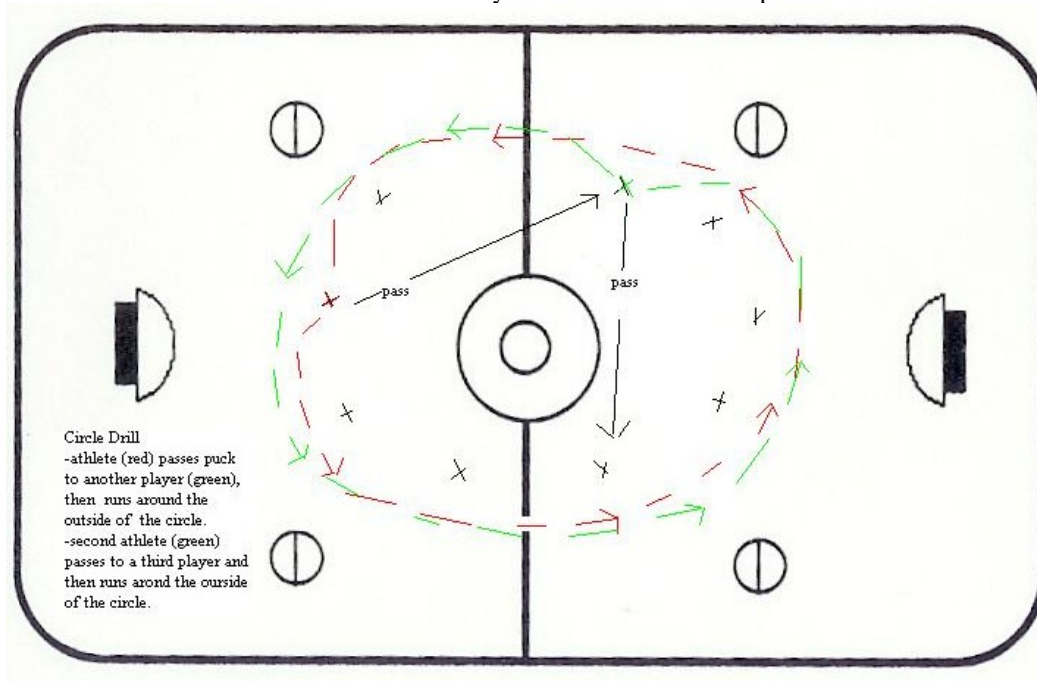 pass
pass
Circle Drill
-athlete (red) passes puck
to another player (green),
then runs around the
outside of the circle.
-second athlete (green)
passes to a third player and
then runs arond the ourside
of the circle.